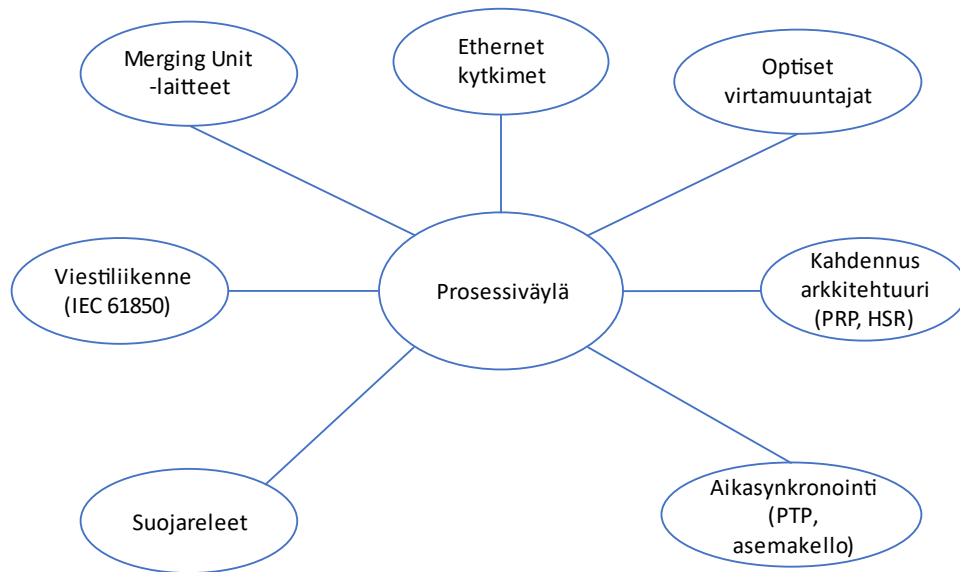 Merging Unit
-laitteet
Ethernet
kytkimet
Optiset
virtamuuntajat
Viestiliikenne
(IEC 61850)
Prosessiväylä
Kahdennus
arkkitehtuuri
(PRP, HSR)
Suojareleet
Aikasynkronointi
(PTP,
asemakello)